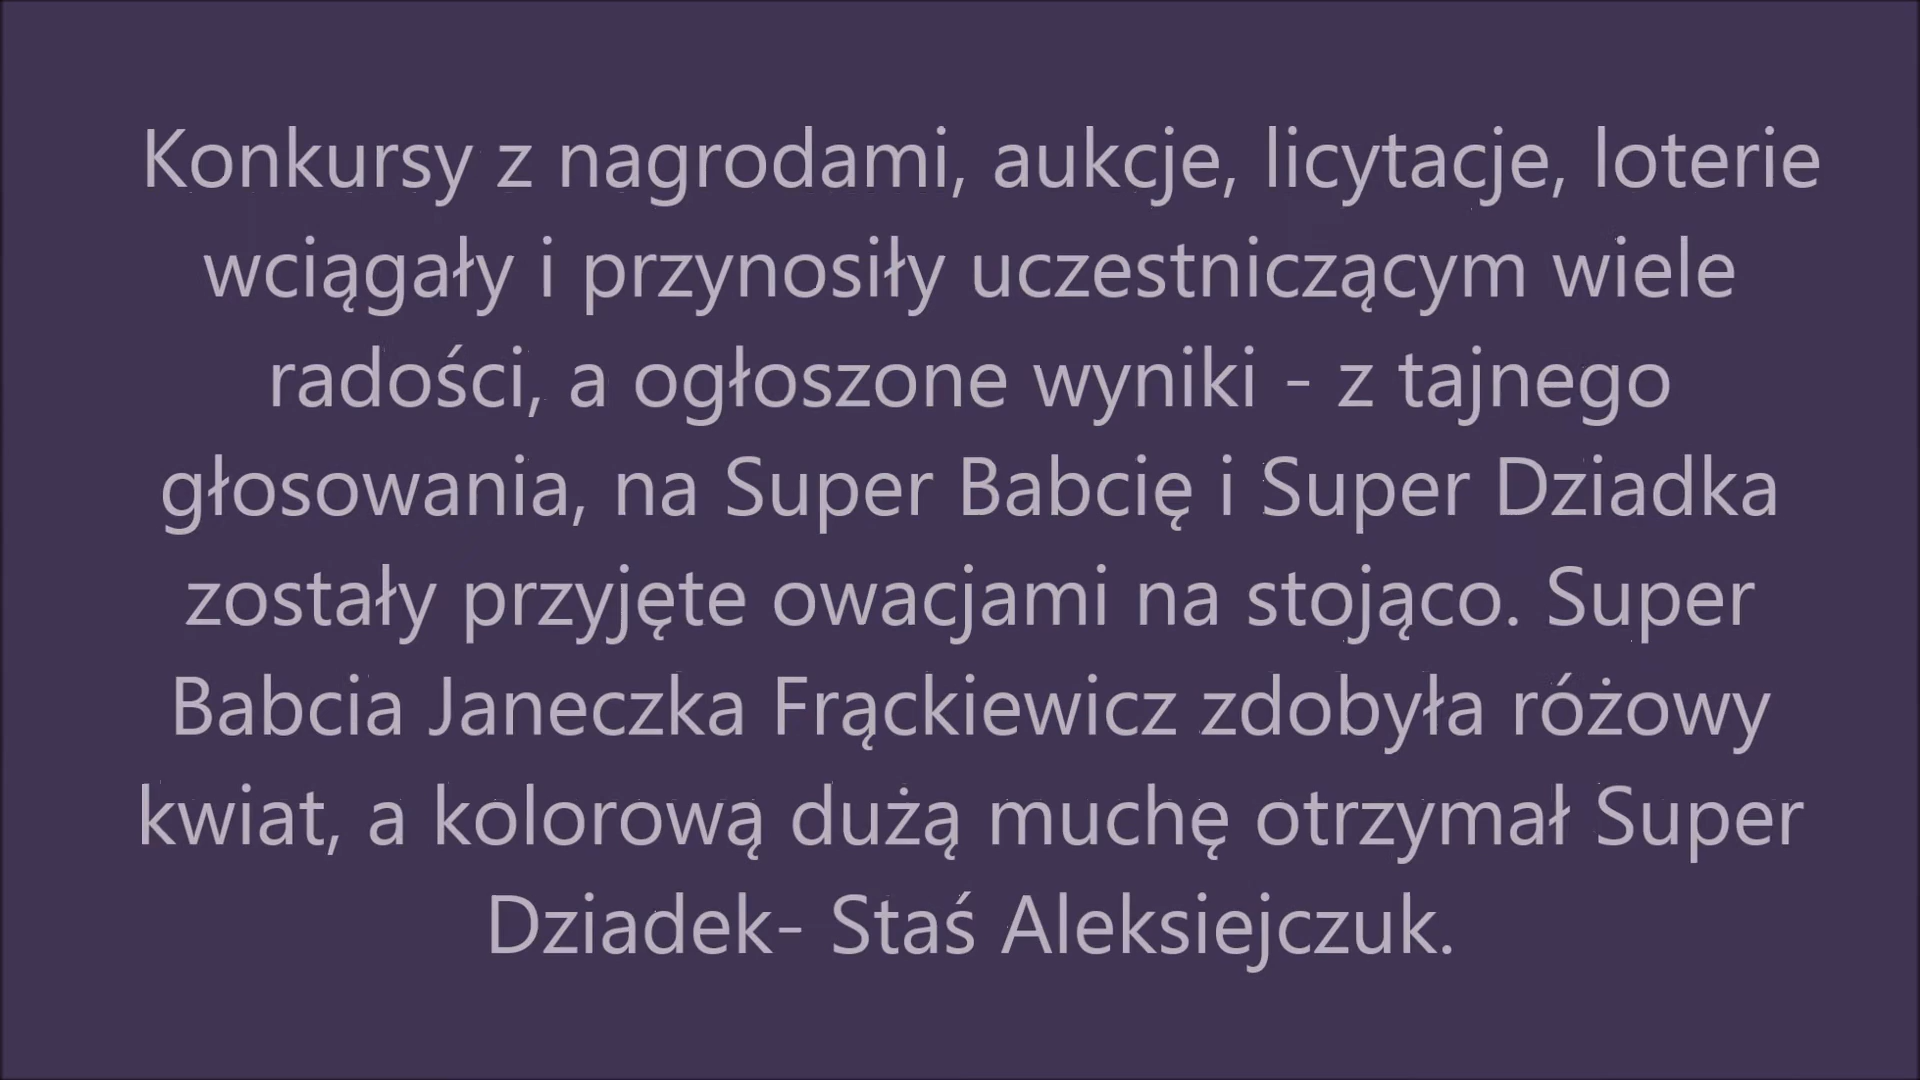 Konkursy z nagrodami, aukcje, licytacje, loterie
wciągały i przynosiły uczestniczącym wiele
radości, a ogłoszone wyniki - z tajnego
głosowania, na Super Babcię i Super Dziadka
zostały przyjęte owacjami na stojąco. Super
Babcia Janeczka Frąckiewicz zdobyła różowy
kwiat, a kolorową dużą muchę otrzymał Super
Dziadek- Staś Aleksiejczuk.